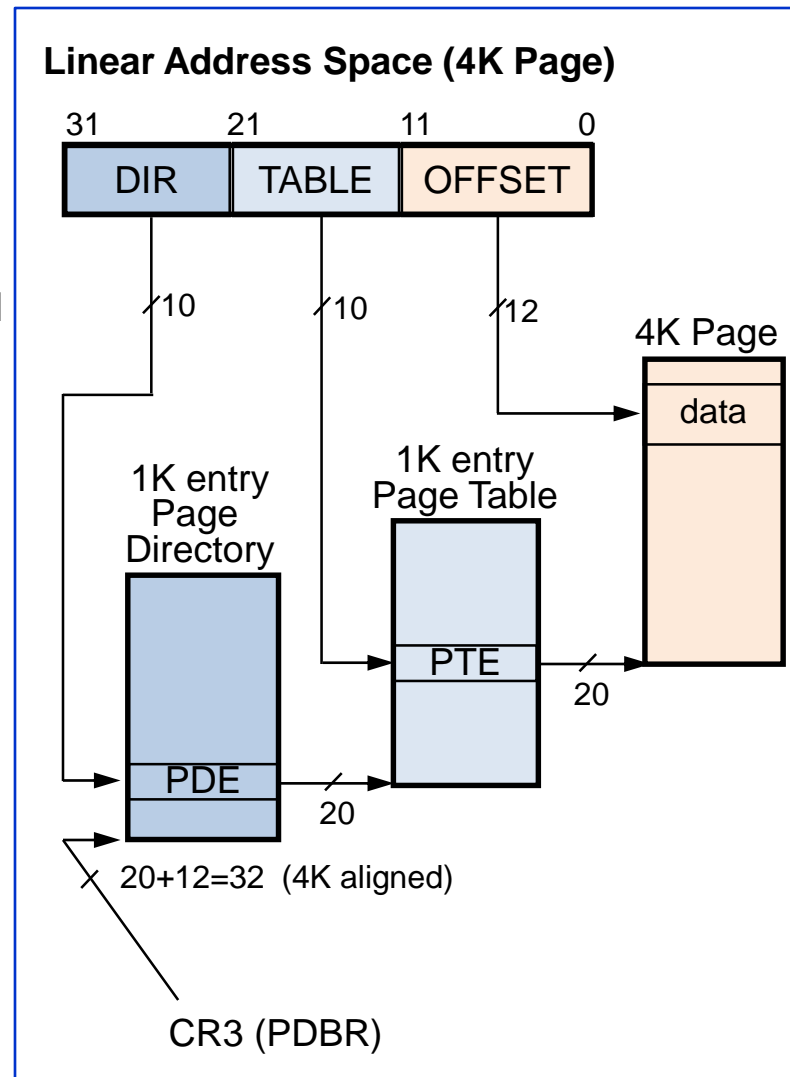 Linear Address Space (4K Page)
31 21 11 0
DIR TABLE OFFSET
10 10 12
4K Page
data
1K entry
Page
Directory
1K entry
Page Table
PTE
20
PDE
20
20+12=32 (4K aligned)
CR3 (PDBR)